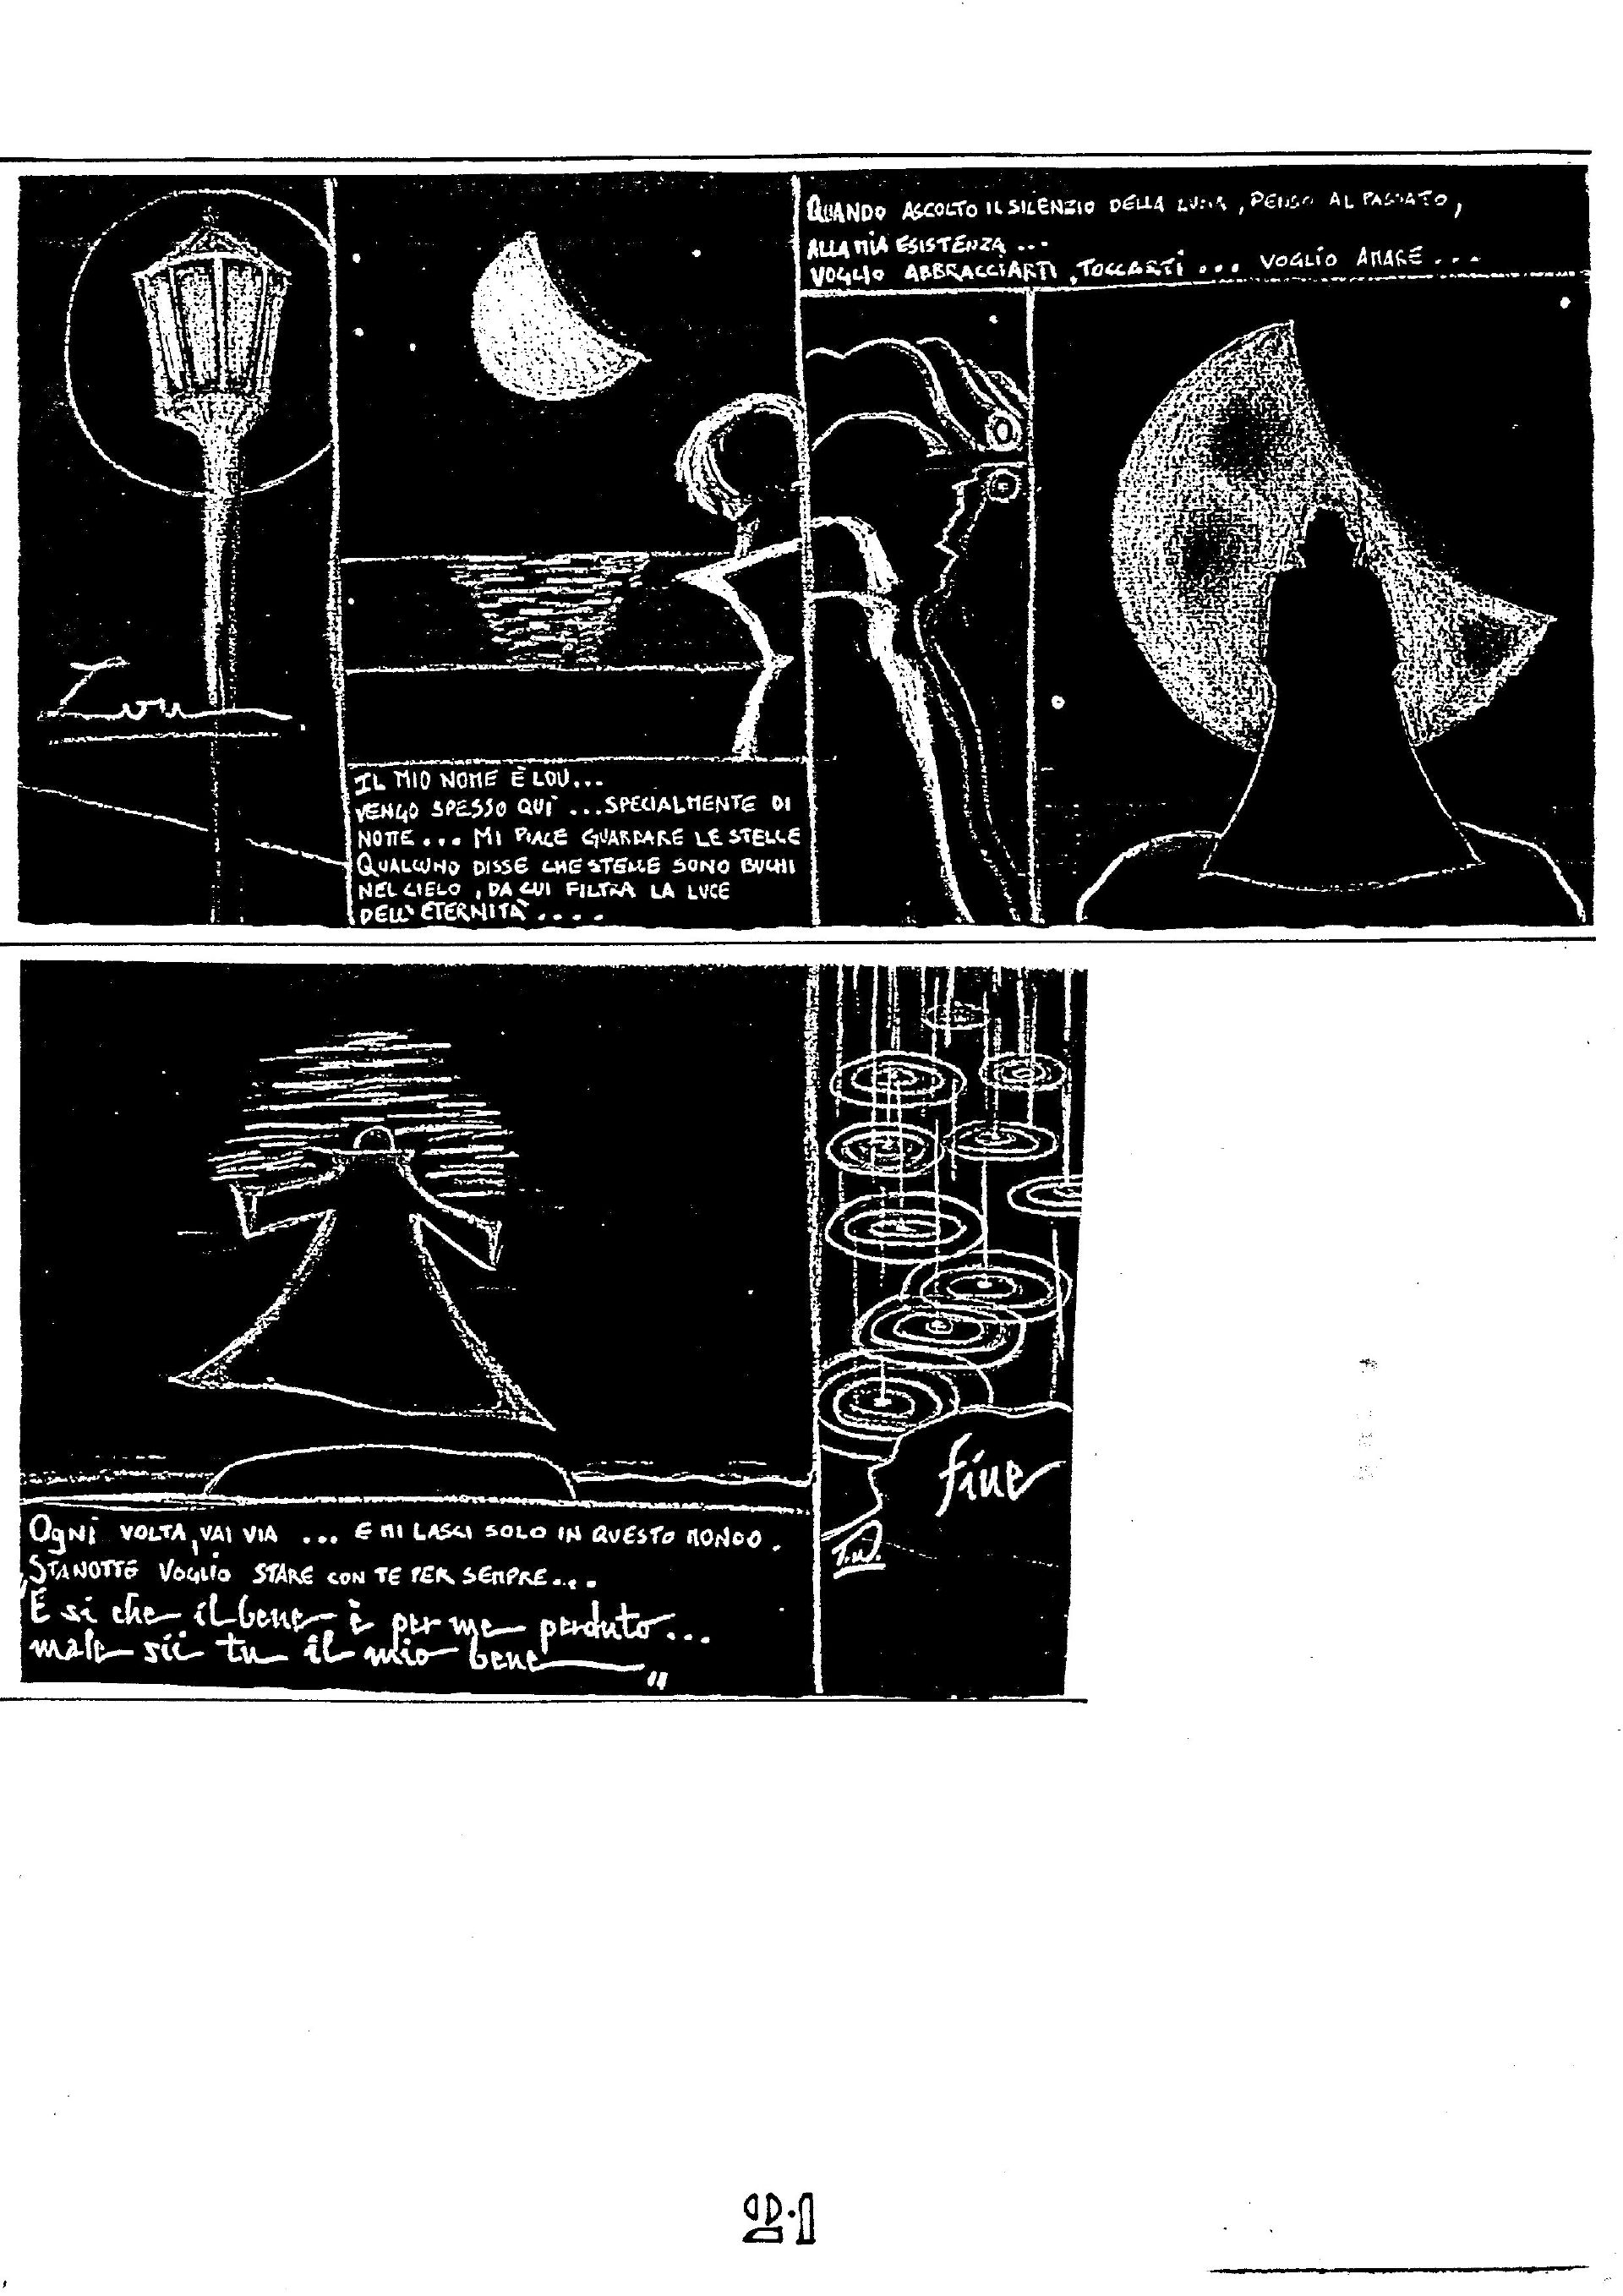 Lou.
IL MIO NOME È LOU...
VENGO SPESSO QUÌ ...SPECIALMENTE DI
NOTTE... MI PIACE GUARDARE LE STELLE
QUALCUNO DISSE CHE STELLE SONO BUCHI
NEL CIELO, DA CUI FILTRA LA LUCE
DELL'ETERNITÀ....
QUANDO ASCOLTO IL SILENZIO DELLA LUNA, PENSO AL PASSATO,
ALLA MIA ESISTENZA...
VOGLIO ABBRACCIARTI, TOCCARTI... VOGLIO AMARE...
OgNi VOLTA, VAI VIA ... E MI LASCI SOLO IN QUESTO MONDO.
STANOTTE VOGLIO STARE CON TE PER SEMPRE...
"E si che il bene è per me perduto...
male sii tu il mio bene"
fine
T.W.
21